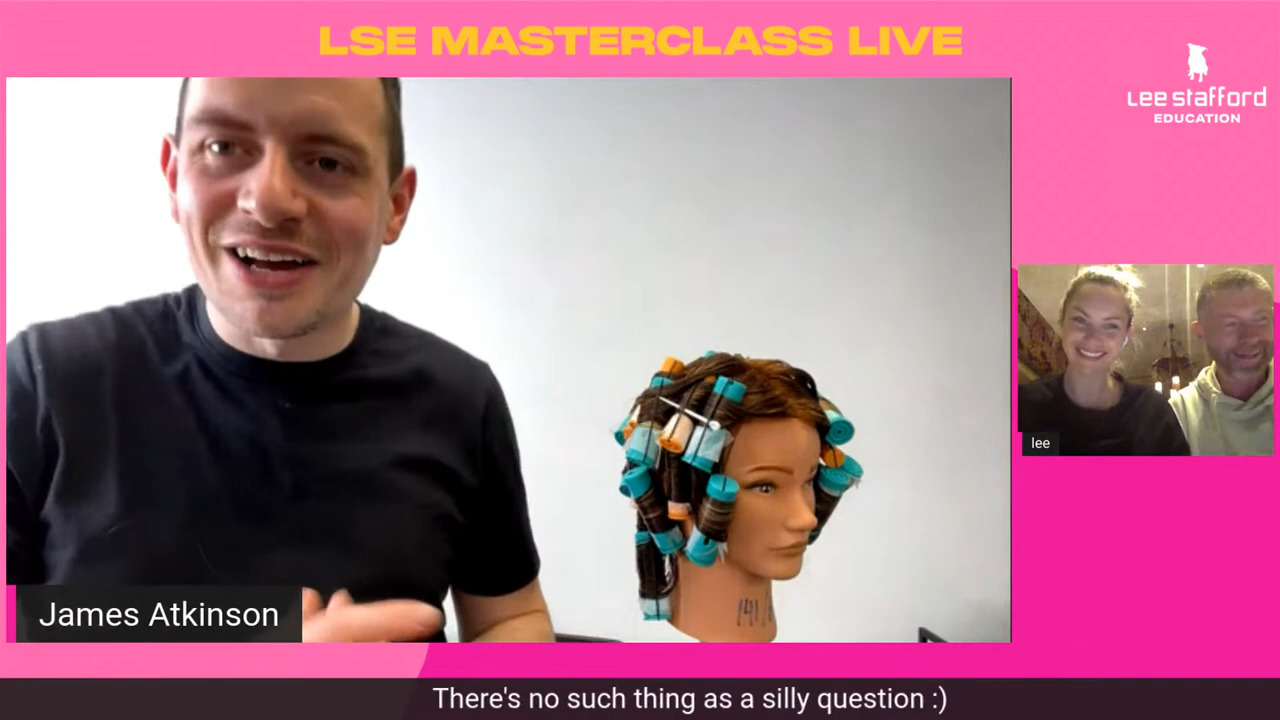 LSE MASTERCLASS LIVE
Lee Stafford
EDUCATION
lee
James Atkinson
There's no such thing as a silly question :)